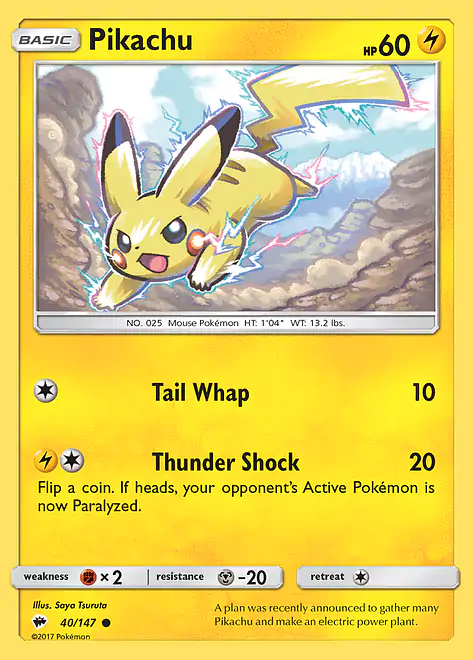 BASIC Pikachu HP60
NO. 025 Mouse Pokémon HT: 1'04" WT: 13.2 lbs.
Tail Whap 10
Thunder Shock 20
Flip a coin. If heads, your opponent's Active Pokémon is
now Paralyzed.
weakness ×2 resistance -20 retreat
Illus. Saya Tsuruta
40/147
©2017 Pokémon
A plan was recently announced to gather many
Pikachu and make an electric power plant.